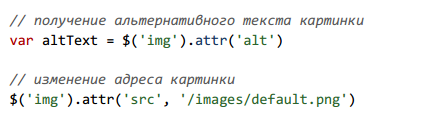 // получение альтернативного текста картинки
var altText = $('img').attr('alt')
// изменение адреса картинки
$('img').attr('src', '/images/default.png')